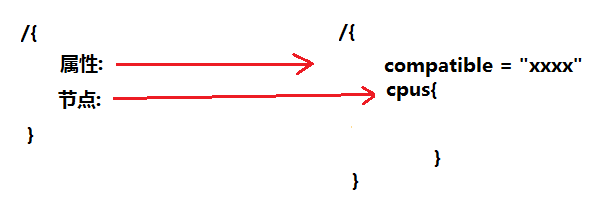 /{
属性:
节点:
}
/{
compatible = "xxxx"
cpus{
}
}